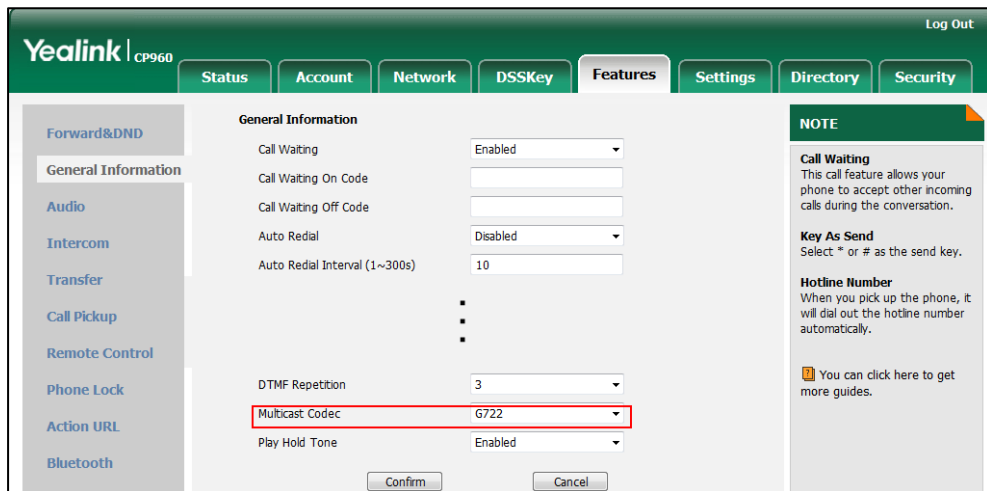 Log Out
Yealink CP960
Status Account Network DSSKey Features Settings Directory Security
Forward&DND
General Information
Audio
Intercom
Transfer
Call Pickup
Remote Control
Phone Lock
Action URL
Bluetooth
General Information
Call Waiting Enabled
Call Waiting On Code
Call Waiting Off Code
Auto Redial Disabled
Auto Redial Interval (1~300s) 10
DTMF Repetition 3
Multicast Codec G722
Play Hold Tone Enabled
Confirm Cancel
NOTE
Call Waiting
This call feature allows your
phone to accept other incoming
calls during the conversation.
Key As Send
Select * or # as the send key.
Hotline Number
When you pick up the phone, it
will dial out the hotline number
automatically.
You can click here to get
more guides.